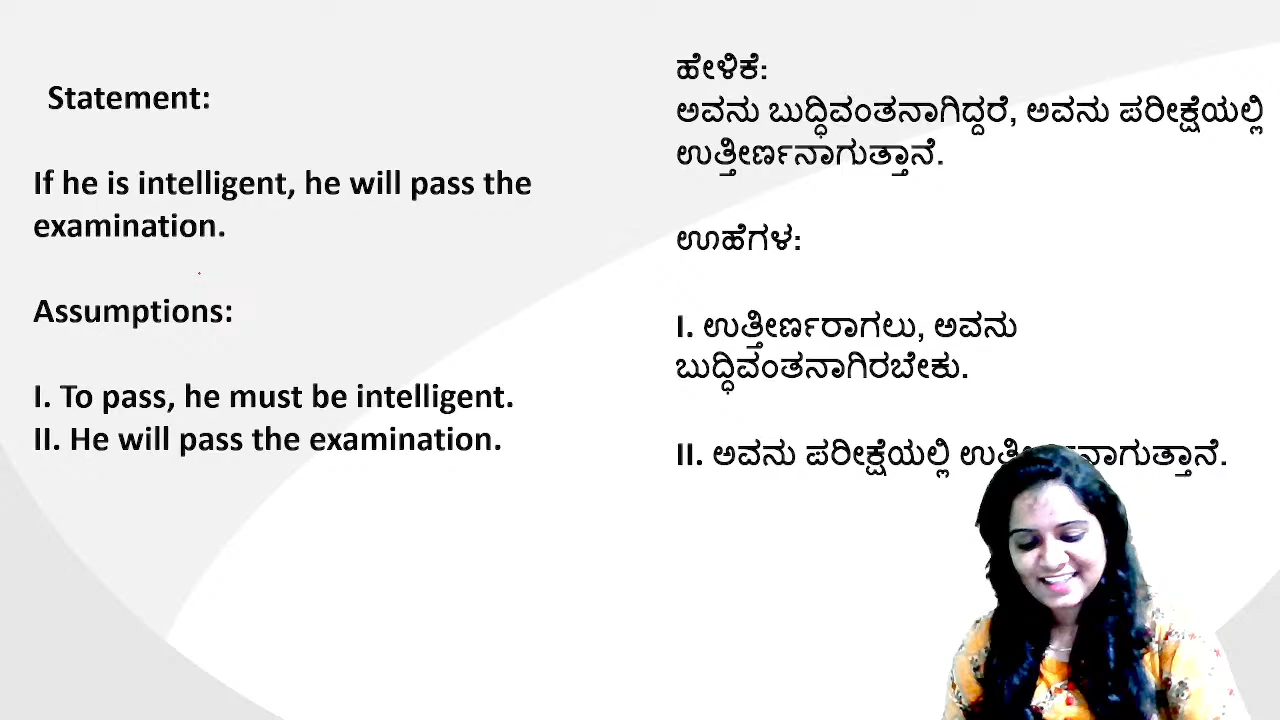 Statement:
If he is intelligent, he will pass the
examination.
Assumptions:
I. To pass, he must be intelligent.
II. He will pass the examination.
ಹೇಳಿಕೆ:
ಅವನು ಬುದ್ಧಿವಂತನಾಗಿದ್ದರೆ, ಅವನು ಪರೀಕ್ಷೆಯಲ್ಲಿ
ಉತ್ತೀರ್ಣನಾಗುತ್ತಾನೆ.
ಊಹೆಗಳ:
I. ಉತ್ತೀರ್ಣರಾಗಲು, ಅವನು
ಬುದ್ಧಿವಂತನಾಗಿರಬೇಕು.
II. ಅವನು ಪರೀಕ್ಷೆಯಲ್ಲಿ